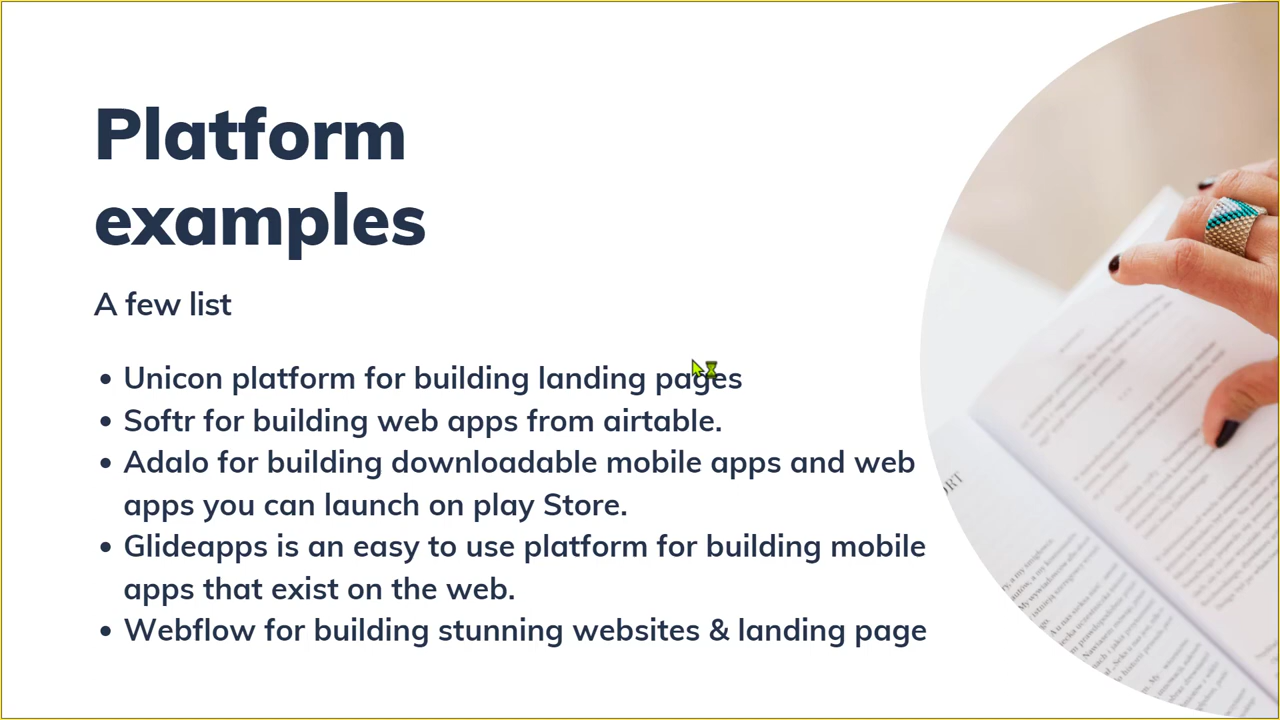 Platform
examples
A few list
• Unicon platform for building landing pages
• Softr for building web apps from airtable.
• Adalo for building downloadable mobile apps and web
apps you can launch on play Store.
• Glideapps is an easy to use platform for building mobile
apps that exist on the web.
• Webflow for building stunning websites & landing page